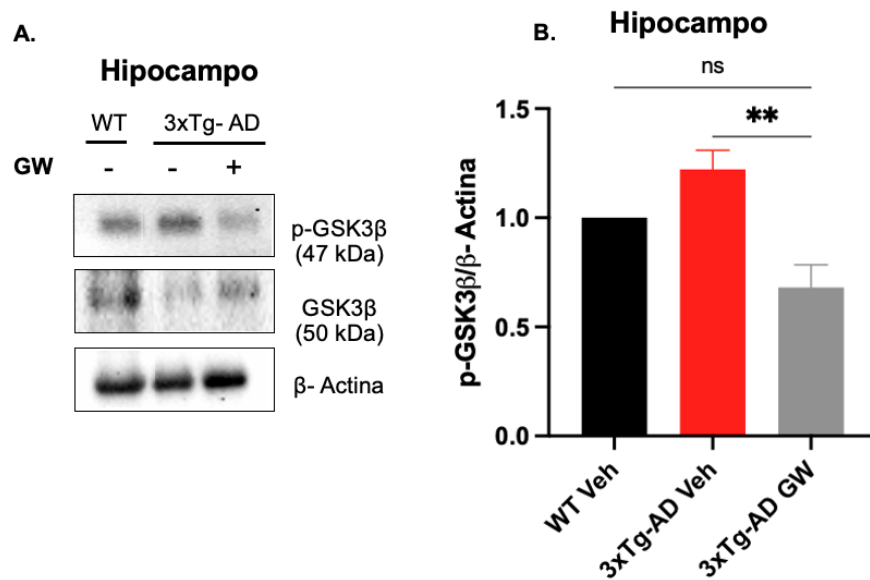 A.
Hipocampo
WT 3xTg- AD
GW - - +
p-GSK3β
(47 kDa)
GSK3β
(50 kDa)
β- Actina
B.
Hipocampo
ns
**
p-GSK3β/β- Actina
1.5
1.0
0.5
0.0
WT Veh
3xTg-AD Veh
3xTg-AD GW